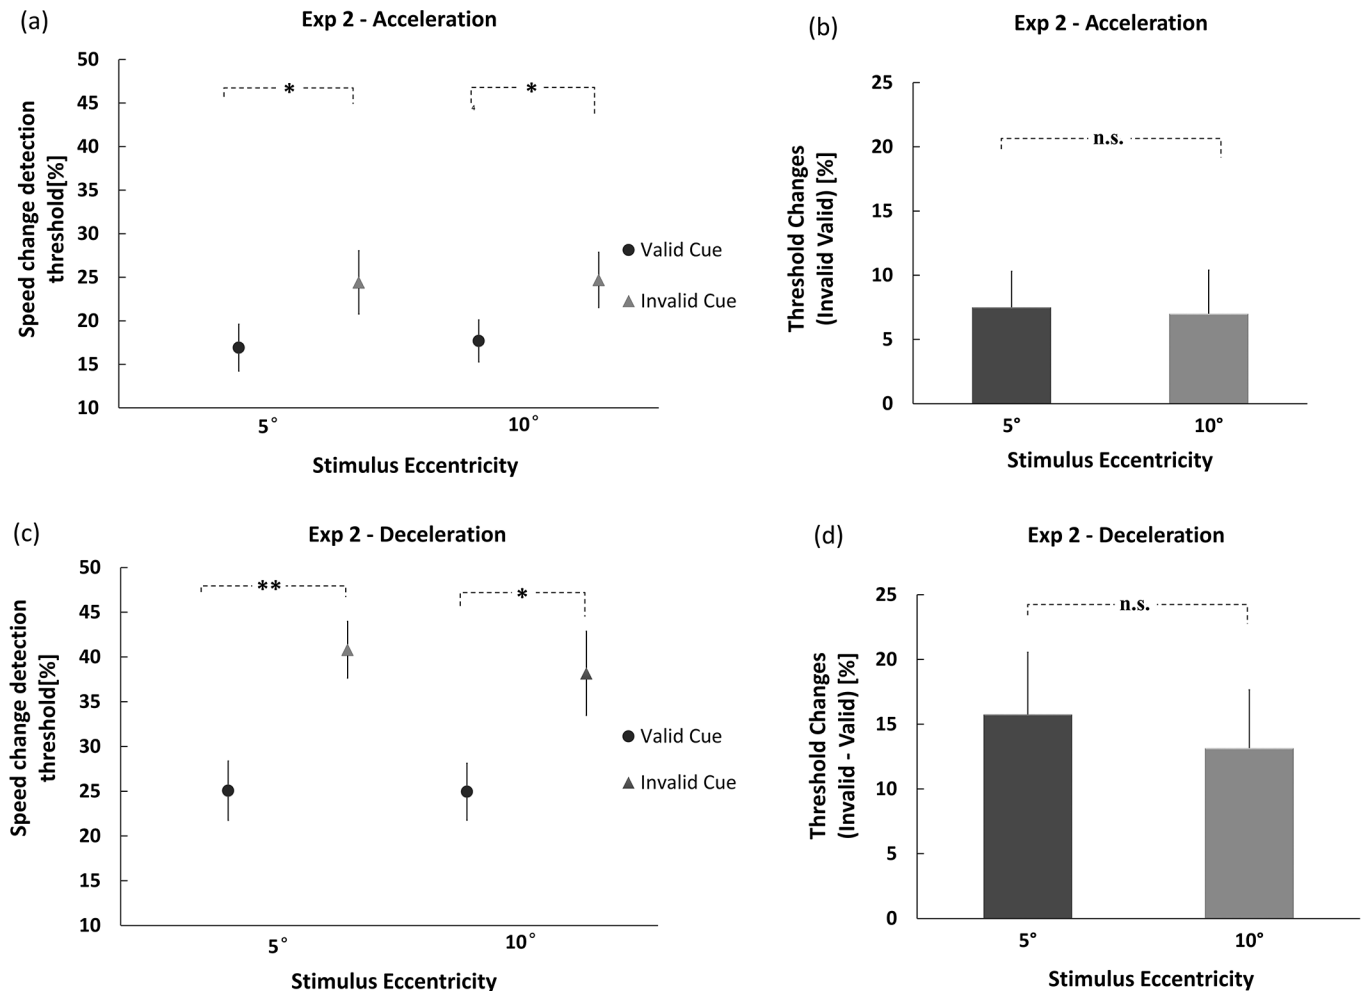 (a)
Exp 2 - Acceleration
Speed change detection
threshold[%]
50
45
40
35
30
25
20
15
10
*
*
Valid Cue
Invalid Cue
5°
10°
Stimulus Eccentricity
(b)
Exp 2 - Acceleration
Threshold Changes
(Invalid Valid) [%]
25
20
15
10
5
0
n.s.
5°
10°
Stimulus Eccentricity
(c)
Exp 2 - Deceleration
Speed change detection
threshold[%]
50
45
40
35
30
25
20
15
10
**
*
Valid Cue
Invalid Cue
5°
10°
Stimulus Eccentricity
(d)
Exp 2 - Deceleration
Threshold Changes
(Invalid - Valid) [%]
25
20
15
10
5
0
n.s.
5°
10°
Stimulus Eccentricity